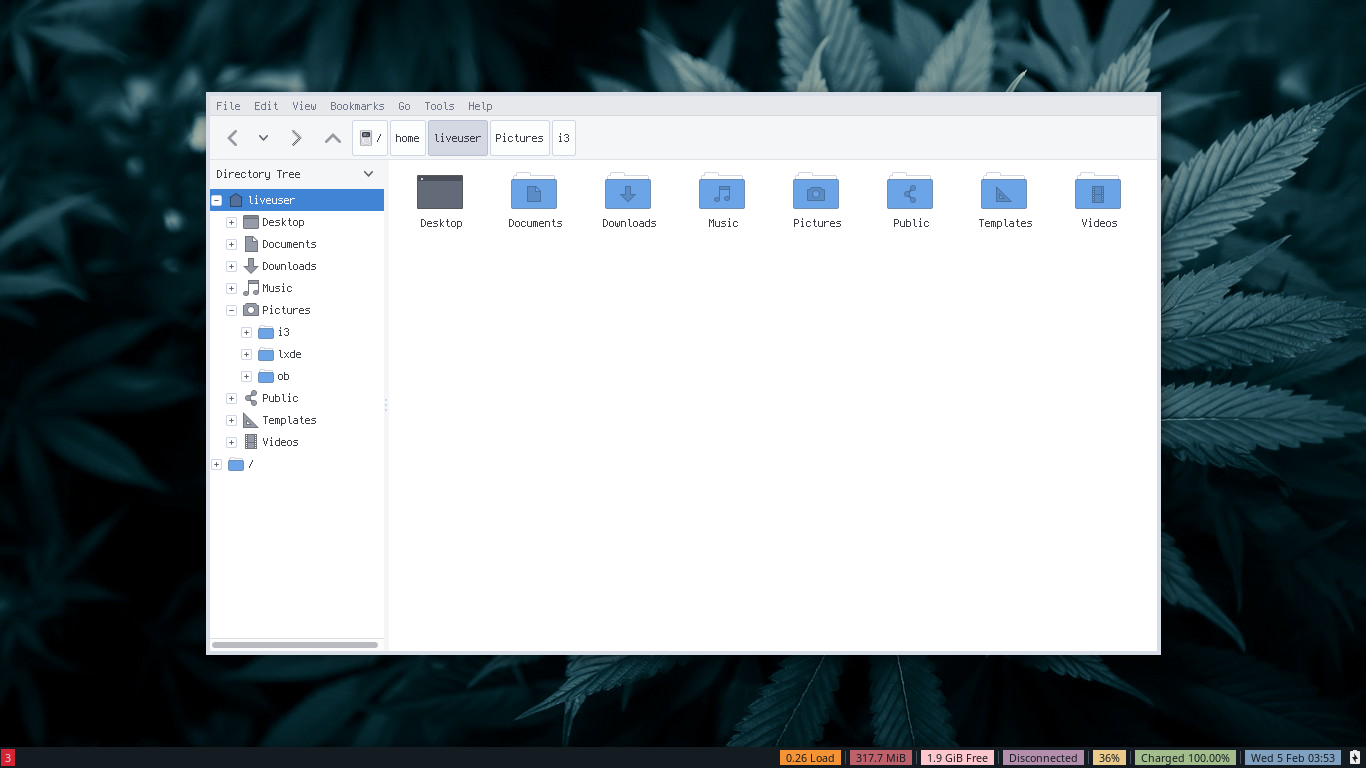 File Edit View Bookmarks Go Tools Help
/ home liveuser Pictures i3
Directory Tree
liveuser
Desktop
Documents
Downloads
Music
Pictures
i3
lxde
ob
Public
Templates
Videos
/
Desktop Documents Downloads Music Pictures Public Templates Videos
3 0.26 Load 317.7 MiB 1.9 GiB Free Disconnected 36% Charged 100.00% Wed 5 Feb 03:53